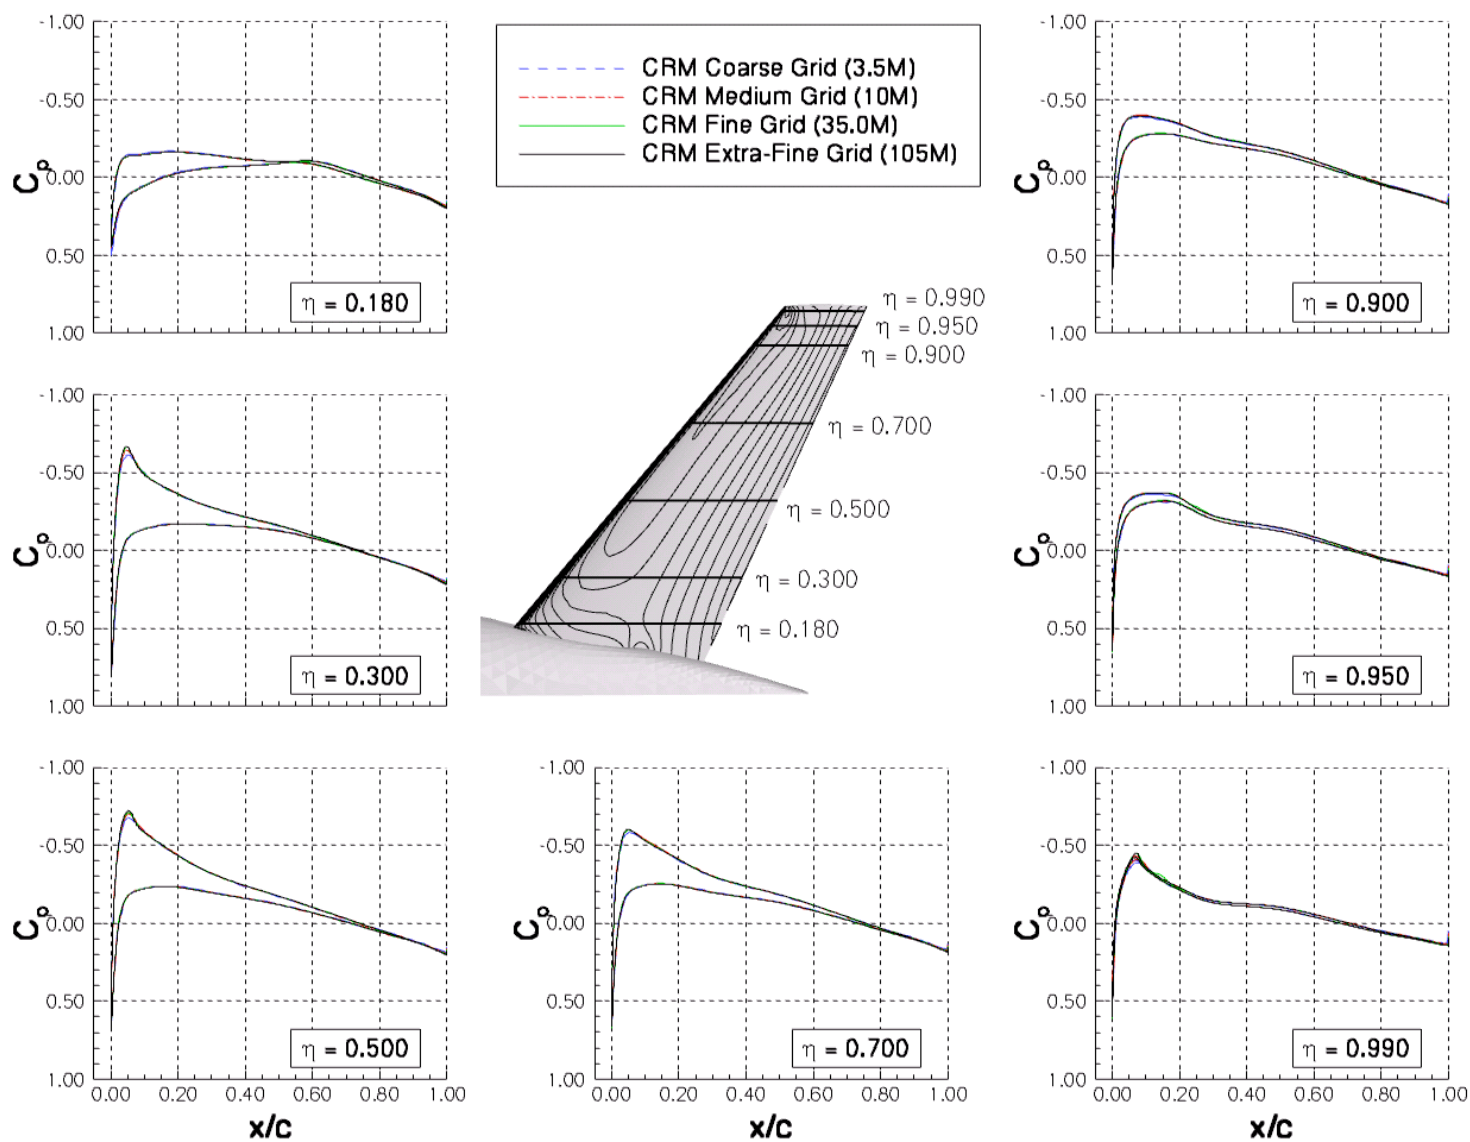 -1.00
-0.50
0.00
0.50
1.00
Cp
η = 0.180
CRM Coarse Grid (3.5M)
CRM Medium Grid (10M)
CRM Fine Grid (35.0M)
CRM Extra-Fine Grid (105M)
-1.00
-0.50
0.00
0.50
1.00
Cp
η = 0.900
η = 0.990
η = 0.950
η = 0.900
η = 0.700
η = 0.500
η = 0.300
η = 0.180
-1.00
-0.50
0.00
0.50
1.00
Cp
η = 0.300
-1.00
-0.50
0.00
0.50
1.00
Cp
η = 0.950
-1.00
-0.50
0.00
0.50
1.00
Cp
η = 0.500
0.00 0.20 0.40 0.60 0.80 1.00
x/c
-1.00
-0.50
0.00
0.50
1.00
Cp
η = 0.700
0.00 0.20 0.40 0.60 0.80 1.00
x/c
-1.00
-0.50
0.00
0.50
1.00
Cp
η = 0.990
0.00 0.20 0.40 0.60 0.80 1.00
x/c